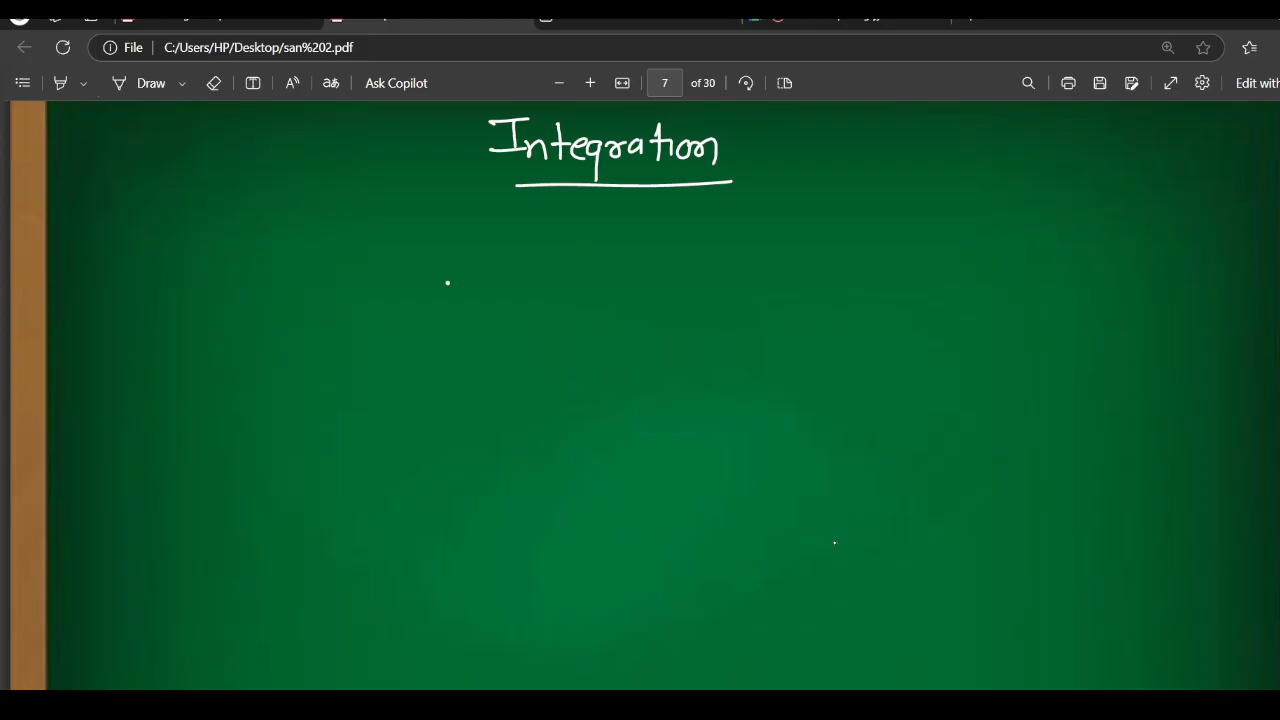 File C:/Users/HP/Desktop/san%202.pdf
Draw Ask Copilot 7 of 30 Edit with
Integration